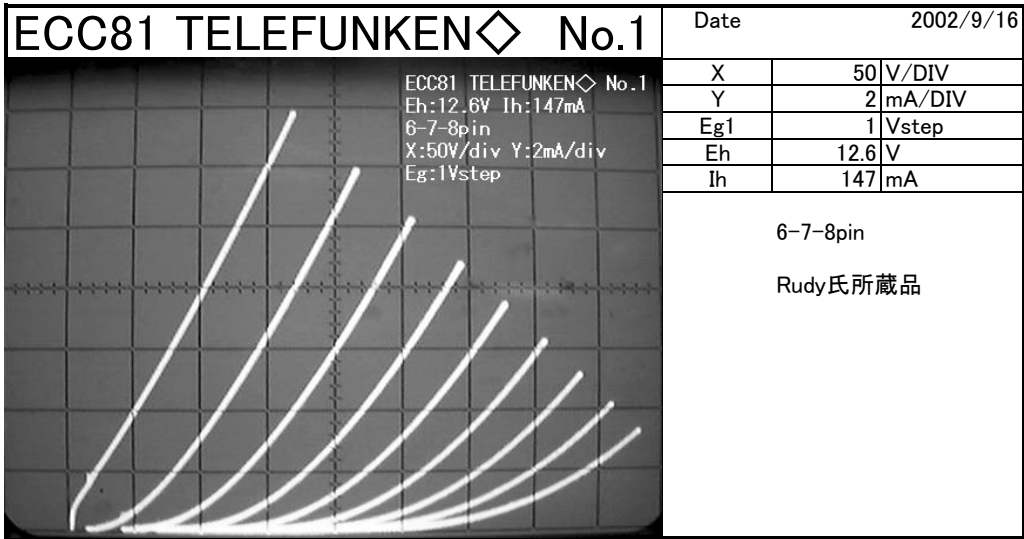 ECC81 TELEFUNKEN◇ No.1
Date 2002/9/16
ECC81 TELEFUNKEN◇ No.1
Eh:12.6V Ih:147mA
6-7-8pin
X:50V/div Y:2mA/div
Eg:1Vstep
X 50 V/DIV
Y 2 mA/DIV
Eg1 1 Vstep
Eh 12.6 V
Ih 147 mA
6-7-8pin
Rudy氏所蔵品